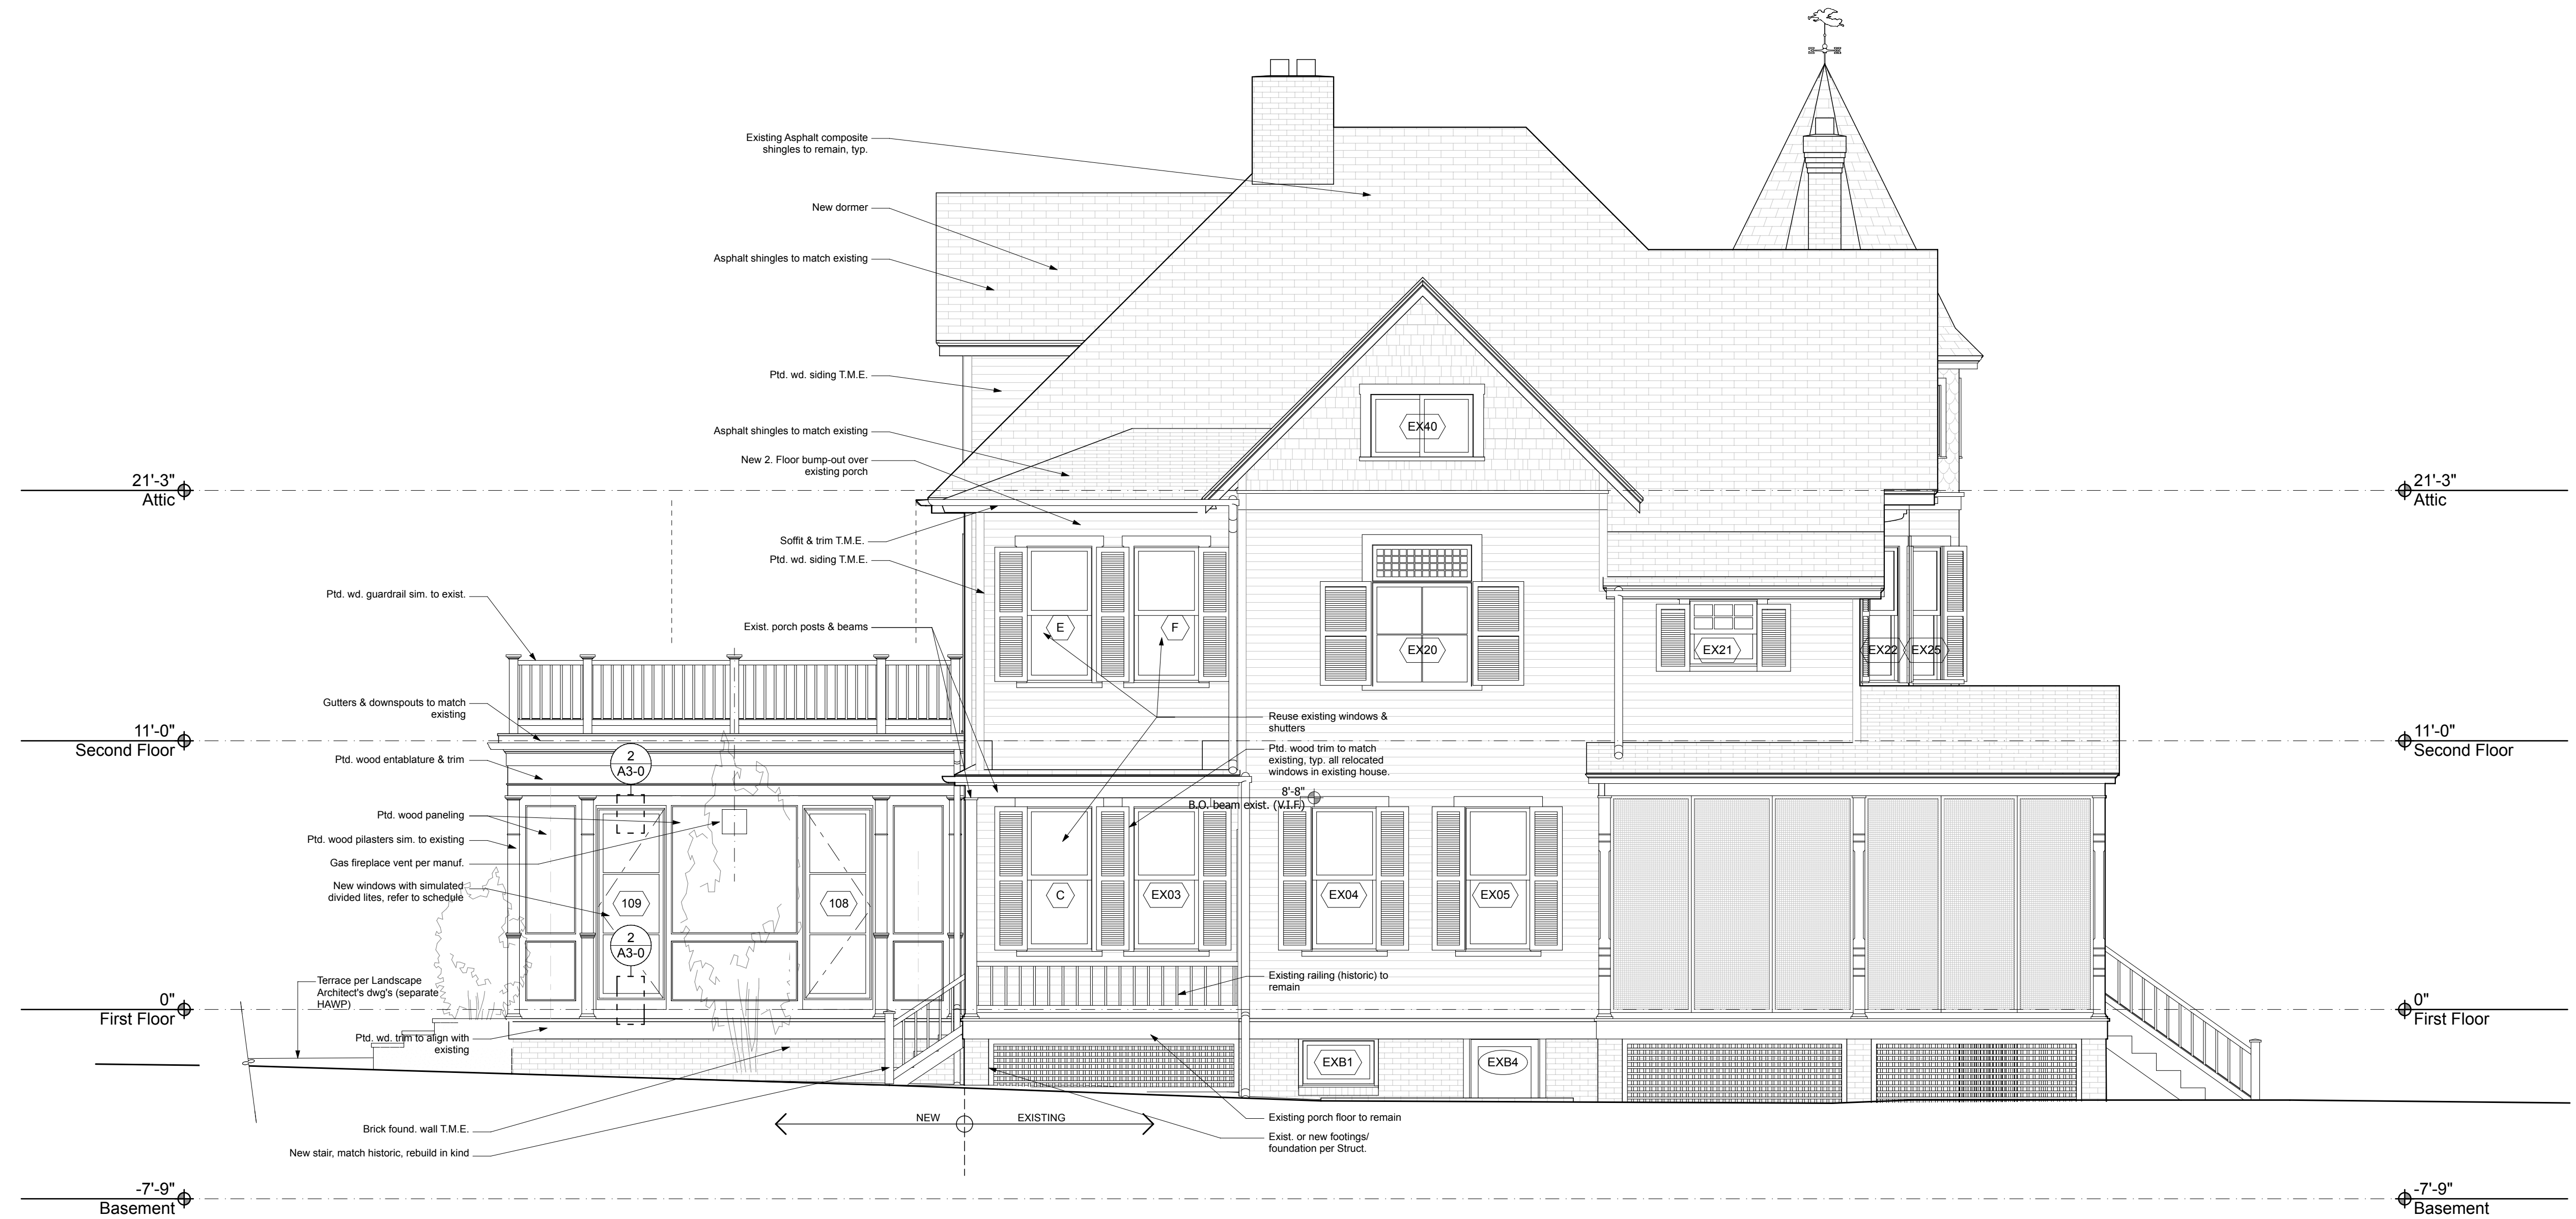 Existing Asphalt composite
shingles to remain, typ.
New dormer
Asphalt shingles to match existing
Ptd. wd. siding T.M.E.
Asphalt shingles to match existing
New 2. Floor bump-out over
existing porch
EX40
21'-3"
Attic
21'-3"
Attic
Soffit & trim T.M.E.
Ptd. wd. siding T.M.E.
Ptd. wd. guardrail sim. to exist.
Exist. porch posts & beams
E
F
EX20
EX21
EX22
EX25
Gutters & downspouts to match
existing
Reuse existing windows &
shutters
11'-0"
Second Floor
11'-0"
Second Floor
Ptd. wood entablature & trim
2
A3-0
Ptd. wood trim to match
existing, typ. all relocated
windows in existing house.
8'-8"
B.O. beam exist. (V.I.F.)
Ptd. wood paneling
Ptd. wood pilasters sim. to existing
Gas fireplace vent per manuf.
New windows with simulated
divided lites, refer to schedule
109
108
C
EX03
EX04
EX05
2
A3-0
Terrace per Landscape
Architect's dwg's (separate
HAWP)
Existing railing (historic) to
remain
0"
First Floor
0"
First Floor
Ptd. wd. trim to align with
existing
EXB1
EXB4
NEW
EXISTING
Existing porch floor to remain
Brick found. wall T.M.E.
Exist. or new footings/
foundation per Struct.
New stair, match historic, rebuild in kind
-7'-9"
Basement
-7'-9"
Basement